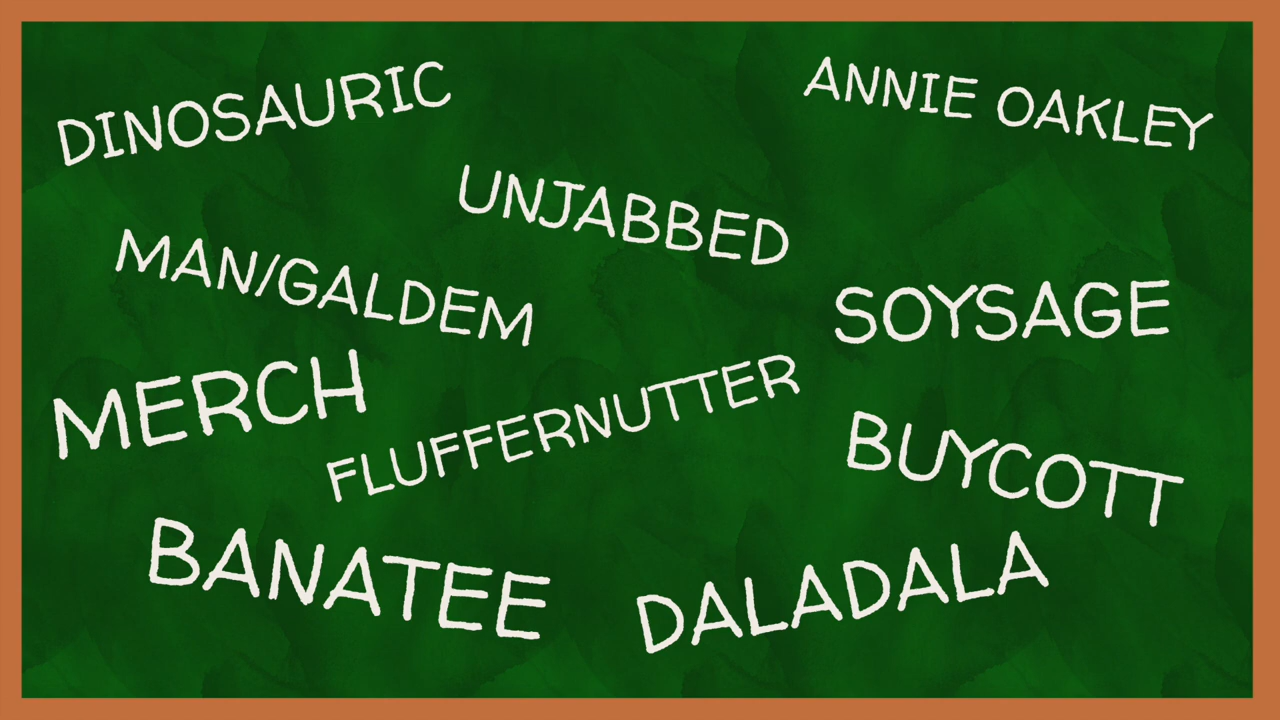 DINOSAURIC
ANNIE OAKLEY
UNJABBED
MAN/GALDEM
SOYSAGE
MERCH
FLUFFERNUTTER
BUYCOTT
BANATEE
DALADALA